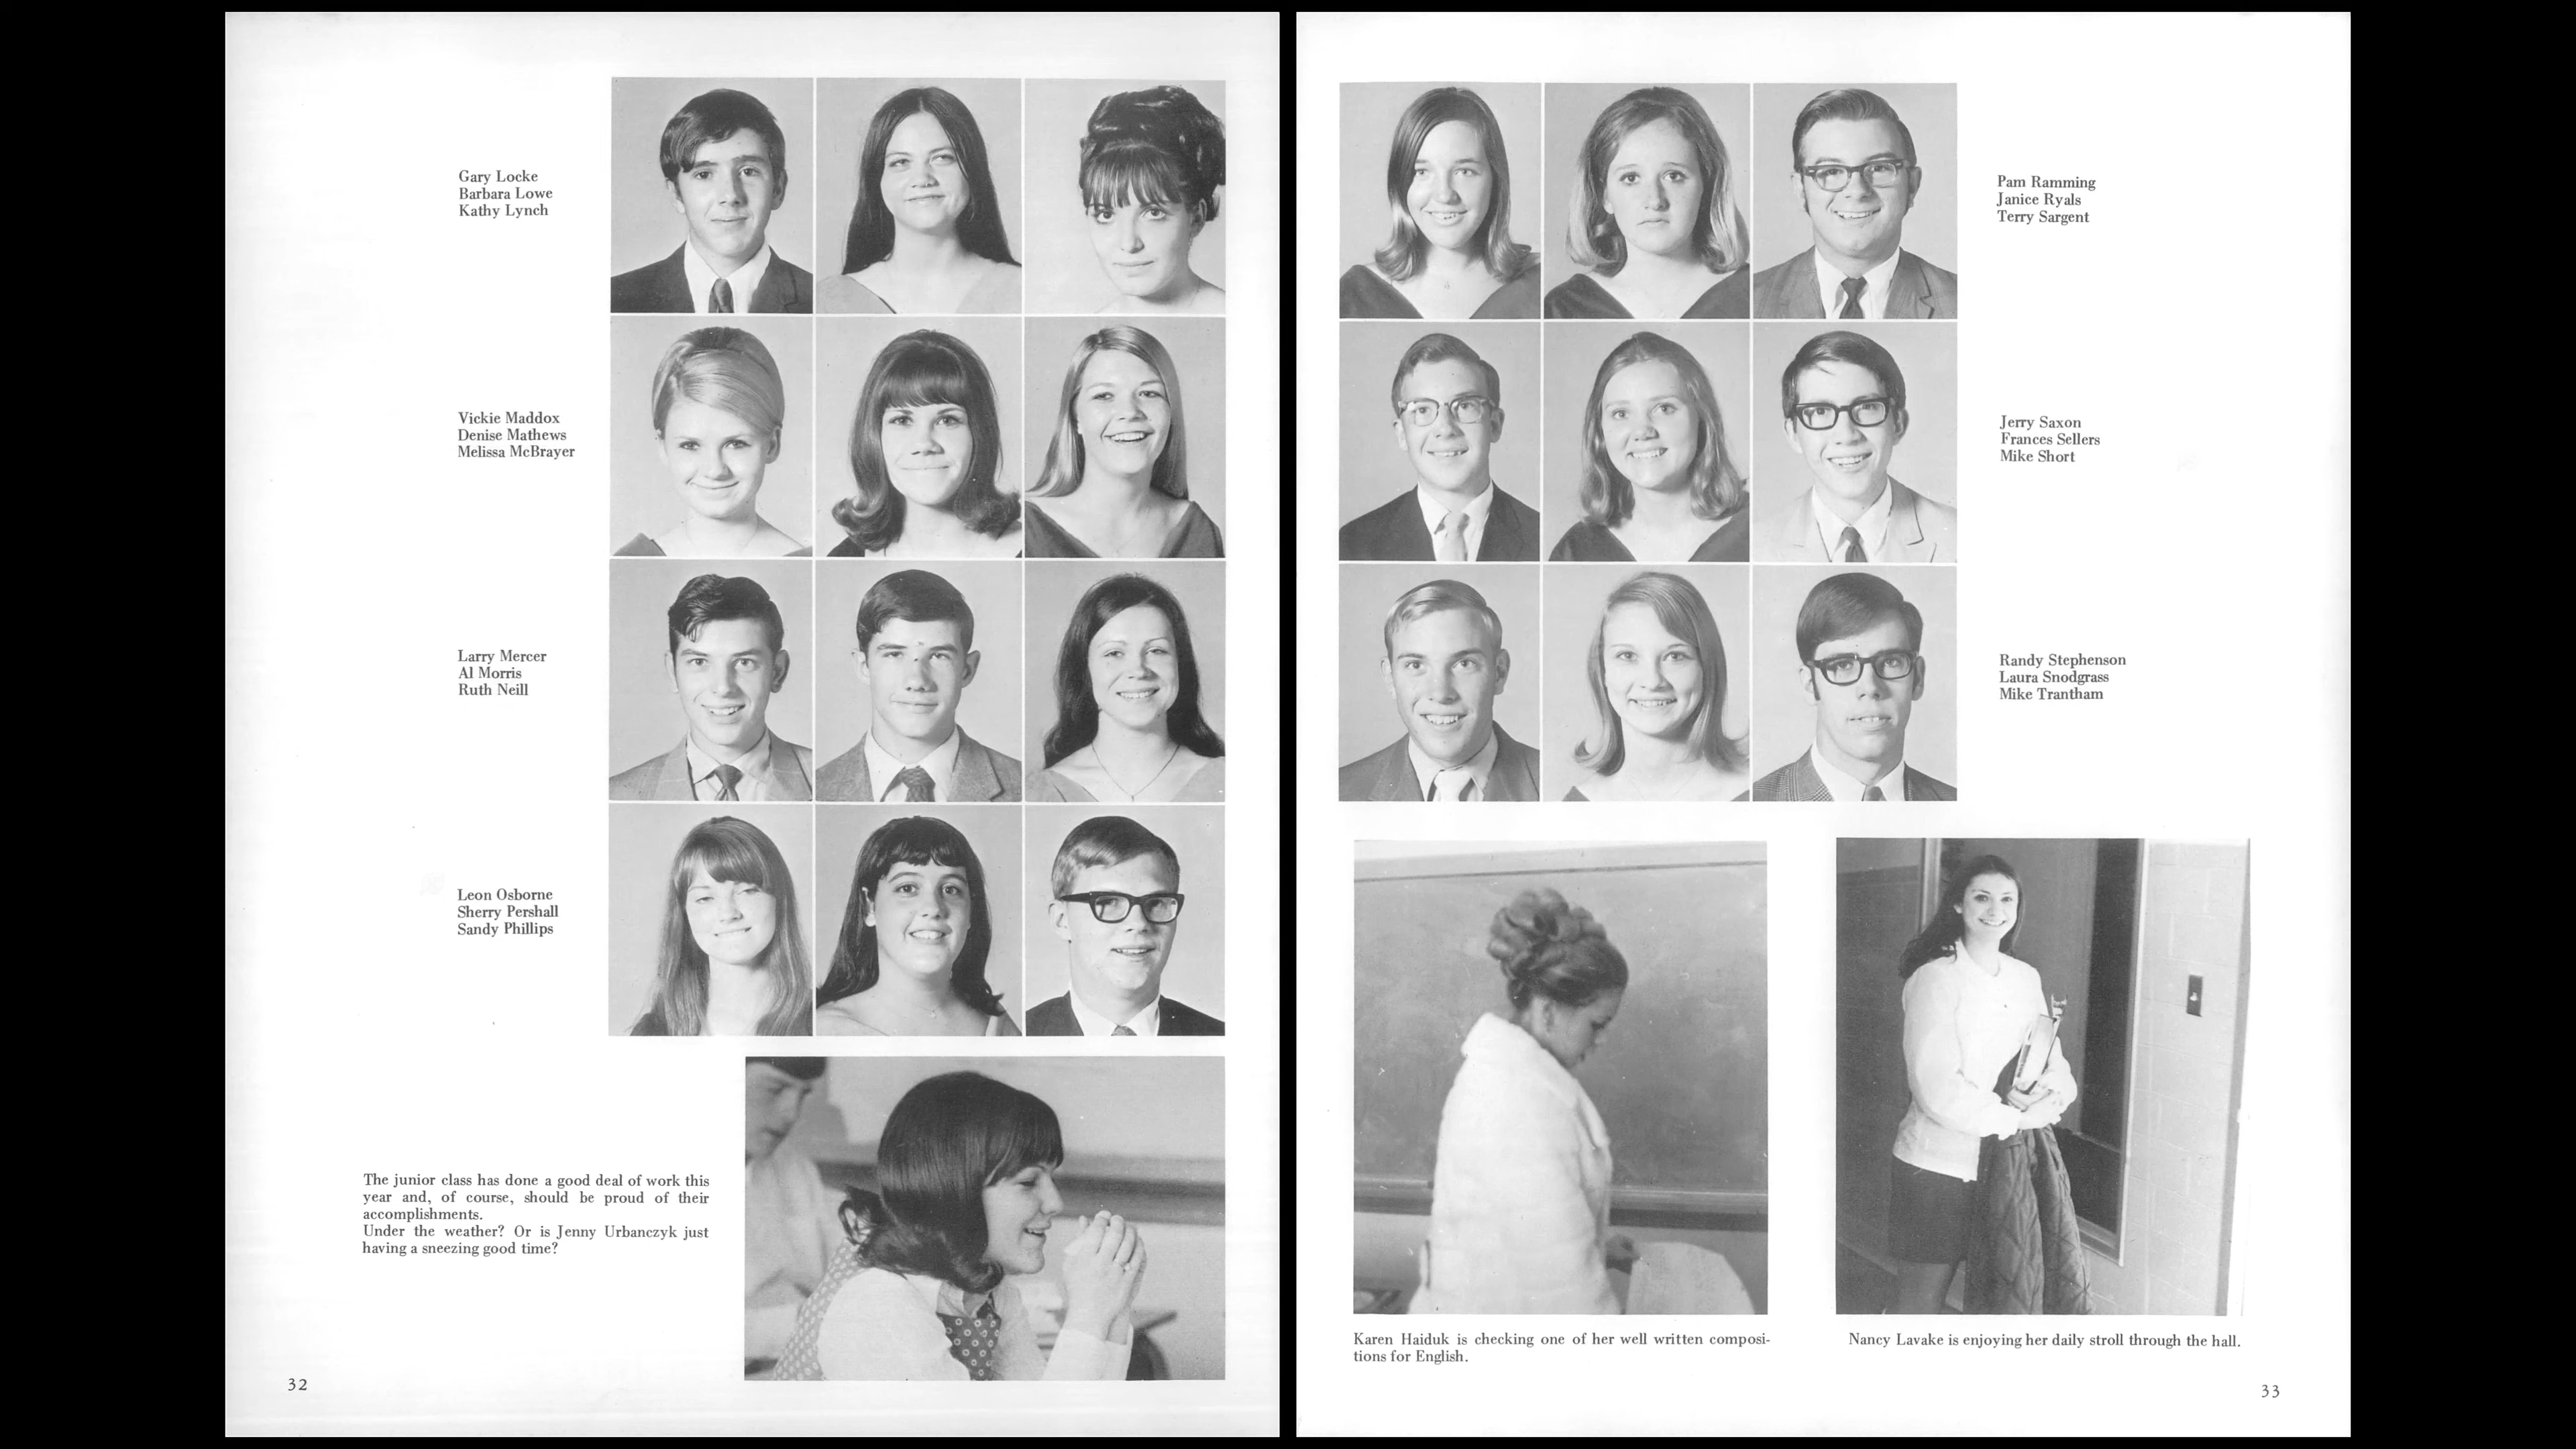 Gary Locke
Barbara Lowe
Kathy Lynch
Vickie Maddox
Denise Mathews
Melissa McBrayer
Larry Mercer
Al Morris
Ruth Neill
Leon Osborne
Sherry Pershall
Sandy Phillips
The junior class has done a good deal of work this
year and, of course, should be proud of their
accomplishments.
Under the weather? Or is Jenny Urbanczyk just
having a sneezing good time?
32
Pam Ramming
Janice Ryals
Terry Sargent
Jerry Saxon
Frances Sellers
Mike Short
Randy Stephenson
Laura Snodgrass
Mike Trantham
Karen Haiduk is checking one of her well written composi-
tions for English.
Nancy Lavake is enjoying her daily stroll through the hall.
33